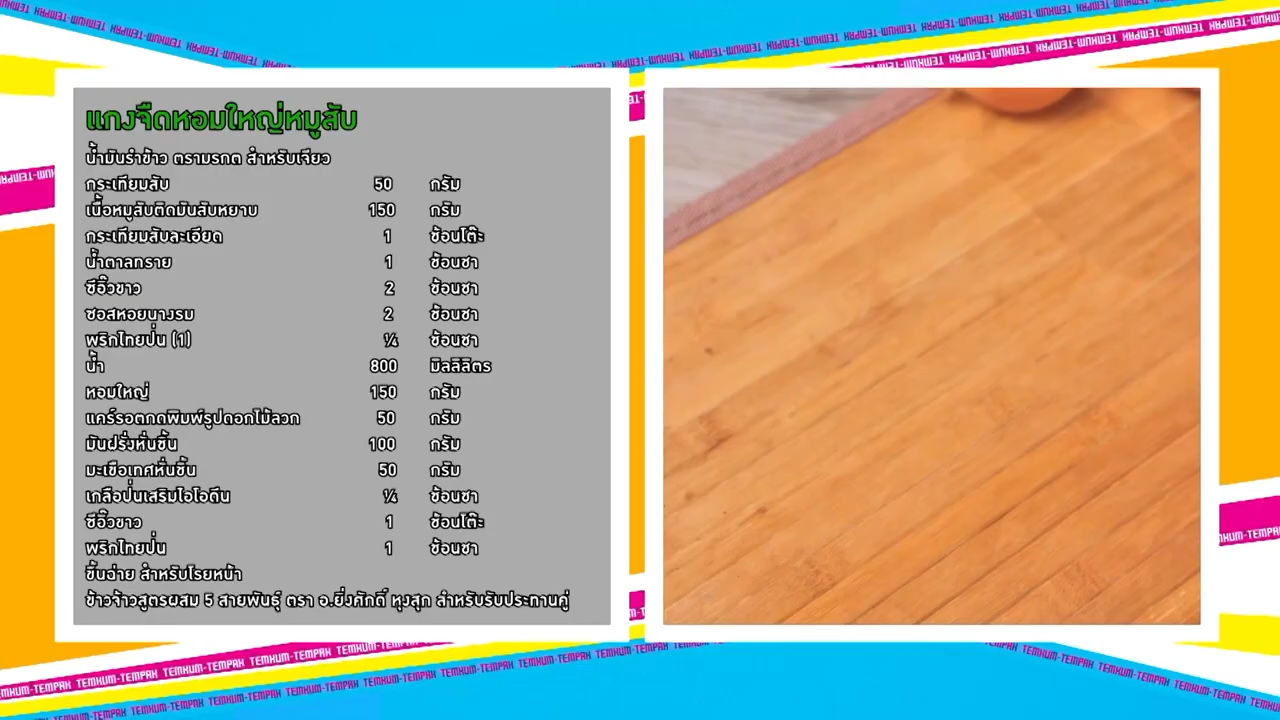 แกงจืดหอมใหญ่หมูสับ
น้ำมันรำข้าว ตรามรกต สำหรับเจียว
กระเทียมสับ 50 กรัม
เนื้อหมูสับติดมันสับหยาบ 150 กรัม
กระเทียมสับละเอียด 1 ช้อนโต๊ะ
น้ำตาลทราย 1 ช้อนชา
ซีอิ๊วขาว 2 ช้อนชา
ซอสหอยนางรม 2 ช้อนชา
พริกไทยป่น (1) ¼ ช้อนชา
น้ำ 800 มิลลิลิตร
หอมใหญ่ 150 กรัม
แคร์รอตกดพิมพ์รูปดอกไม้ลวก 50 กรัม
มันฝรั่งหั่นชิ้น 100 กรัม
มะเขือเทศหั่นชิ้น 50 กรัม
เกลือป่นเสริมไอโอดีน ¼ ช้อนชา
ซีอิ๊วขาว 1 ช้อนโต๊ะ
พริกไทยป่น 1 ช้อนชา
ขึ้นฉ่าย สำหรับโรยหน้า
ข้าวร้าวสูตรผสม 5 สายพันธุ์ ตรา อ.ยิ่งศักดิ์ หุงสุก สำหรับรับประทานคู่
TEMHUM-TEMPAK TEMHUM-TEMPAK TEMHUM-TEMPAK